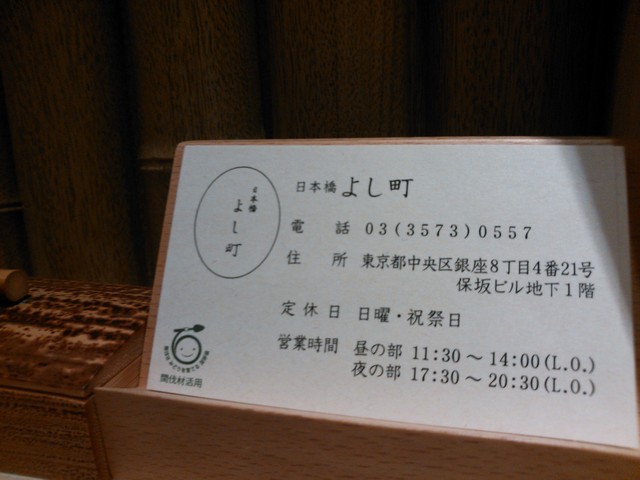 日本橋
よし町
日本橋 よし町
電 話 03(3573)0557
住 所 東京都中央区銀座8丁目4番21号
保坂ビル地下1階
定休日 日曜・祝祭日
営業時間 昼の部 11:30～14:00(L.O.)
夜の部 17:30～20:30(L.O.)
間伐材活用